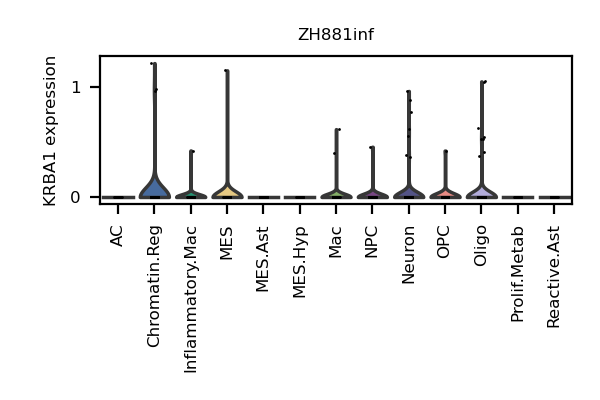 ZH881inf
KRBA1 expression
1
0
AC
Chromatin.Reg
Inflammatory.Mac
MES
MES.Ast
MES.Hyp
Mac
NPC
Neuron
OPC
Oligo
Prolif.Metab
Reactive.Ast